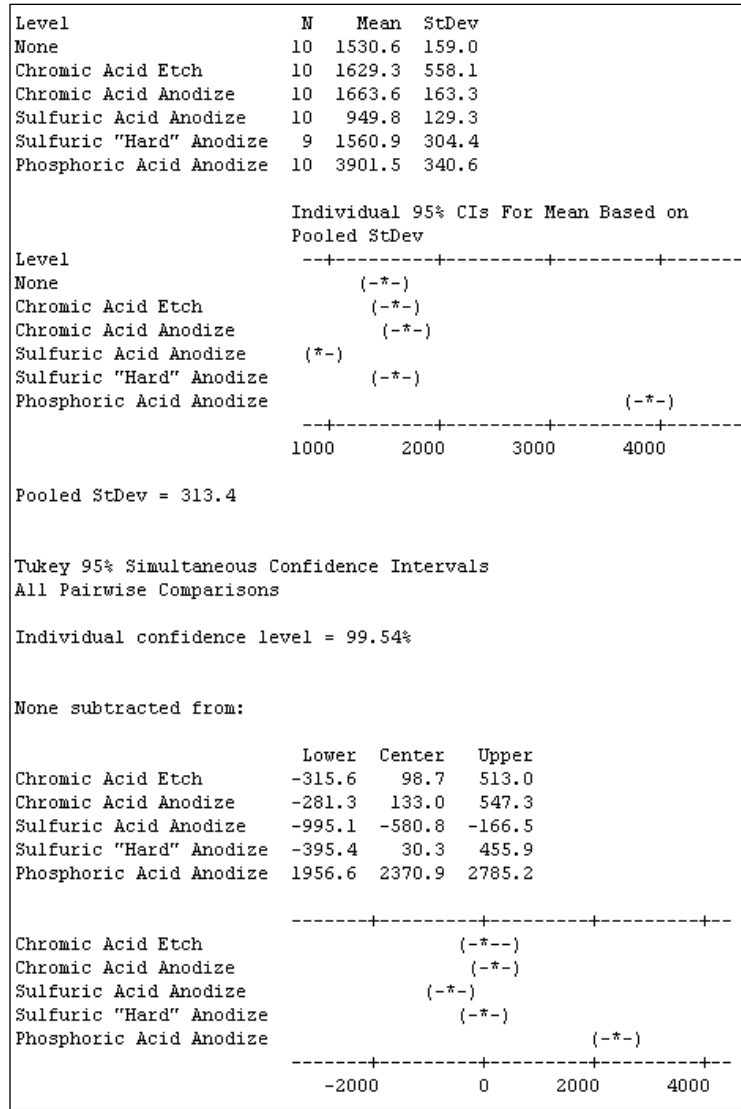 Level                    N    Mean  StDev
None                    10  1530.6  159.0
Chromic Acid Etch       10  1629.3  558.1
Chromic Acid Anodize    10  1663.6  163.3
Sulfuric Acid Anodize   10   949.8  129.3
Sulfuric "Hard" Anodize  9  1560.9  304.4
Phosphoric Acid Anodize 10  3901.5  340.6
Individual 95% CIs For Mean Based on
Pooled StDev
Level                    --+---------+---------+---------+-------
None                          (-*-)
Chromic Acid Etch              (-*-)
Chromic Acid Anodize            (-*-)
Sulfuric Acid Anodize    (*-)
Sulfuric "Hard" Anodize        (-*-)
Phosphoric Acid Anodize                               (-*-)
--+---------+---------+---------+-------
1000      2000      3000      4000
Pooled StDev = 313.4
Tukey 95% Simultaneous Confidence Intervals
All Pairwise Comparisons
Individual confidence level = 99.54%
None subtracted from:
Lower  Center   Upper
Chromic Acid Etch        -315.6    98.7   513.0
Chromic Acid Anodize     -281.3   133.0   547.3
Sulfuric Acid Anodize    -995.1  -580.8  -166.5
Sulfuric "Hard" Anodize  -395.4    30.3   455.9
Phosphoric Acid Anodize  1956.6  2370.9  2785.2
-------+---------+---------+---------+--
Chromic Acid Etch                       (-*--)
Chromic Acid Anodize                     (-*-)
Sulfuric Acid Anodize                (-*-)
Sulfuric "Hard" Anodize                 (-*-)
Phosphoric Acid Anodize                             (-*-)
-------+---------+---------+---------+--
-2000         0      2000      4000